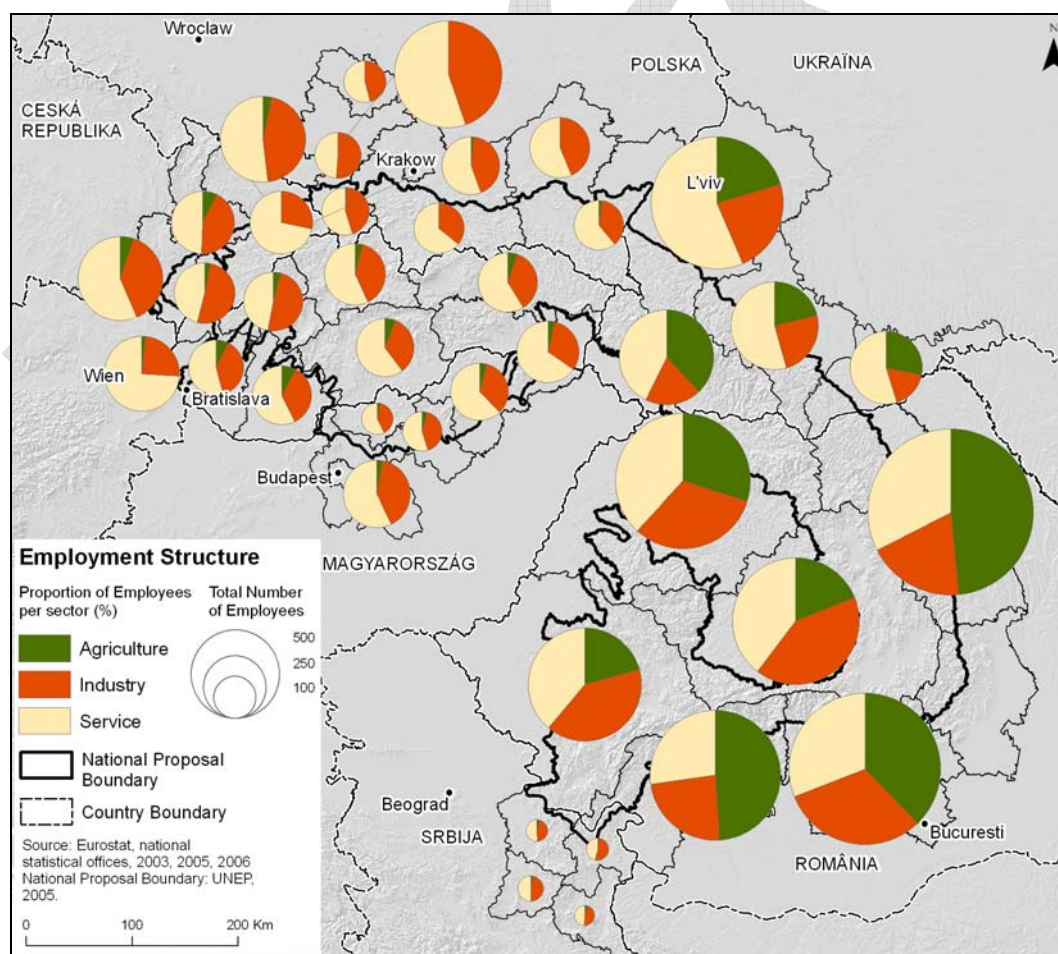 Wroclaw
POLSKA
UKRAÏNA
N
CESKÁ
REPUBLIKA
Krakow
L'viv
Wien
Bratislava
Budapest
MAGYARORSZÁG
Employment Structure
Proportion of Employees
per sector (%)
Total Number
of Employees
500
250
100
Agriculture
Industry
Service
National Proposal
Boundary
Country Boundary
Source: Eurostat, national
statistical offices, 2003, 2005, 2006
National Proposal Boundary: UNEP,
2005.
0
100
200 Km
Beograd
SRBIJA
Bucuresti
ROMÂNIA